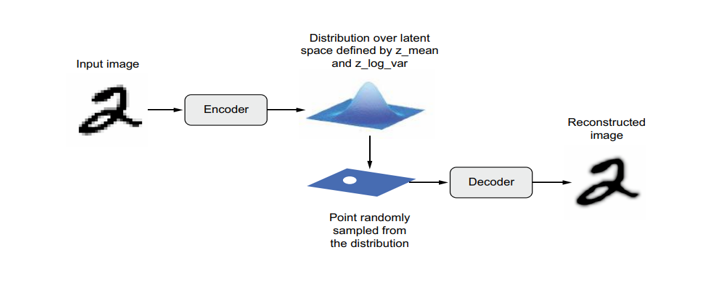 Input image
Encoder
Distribution over latent
space defined by z_mean
and z_log_var
Point randomly
sampled from
the distribution
Decoder
Reconstructed
image